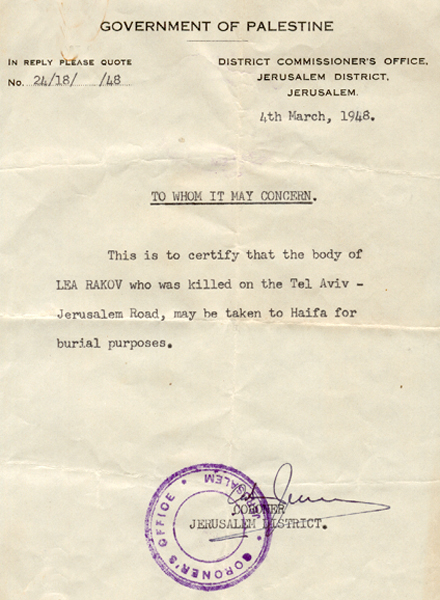 GOVERNMENT OF PALESTINE
IN REPLY PLEASE QUOTE
No. 24/18/ /48
DISTRICT COMMISSIONER'S OFFICE,
JERUSALEM DISTRICT,
JERUSALEM.
4th March, 1948.
TO WHOM IT MAY CONCERN.
This is to certify that the body of
LEA RAKOV who was killed on the Tel Aviv -
Jerusalem Road, may be taken to Haifa for
burial purposes.
CORONER
JERUSALEM DISTRICT.
CORONER'S OFFICE • JERUSALEM •